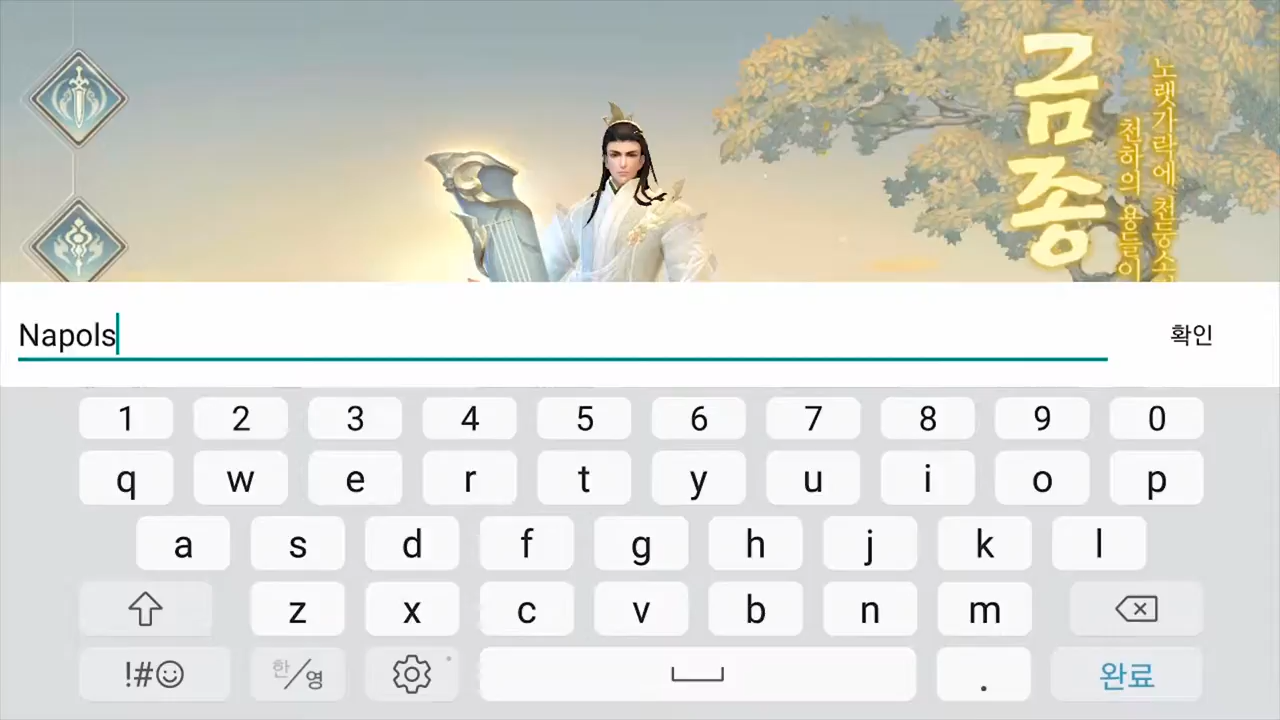 금종
노랫가락에 천둥소
천하의 용들이
Napols
확인
1 2 3 4 5 6 7 8 9 0
q w e r t y u i o p
a s d f g h j k l
z x c v b n m
!#☺ 한/영 . 완료